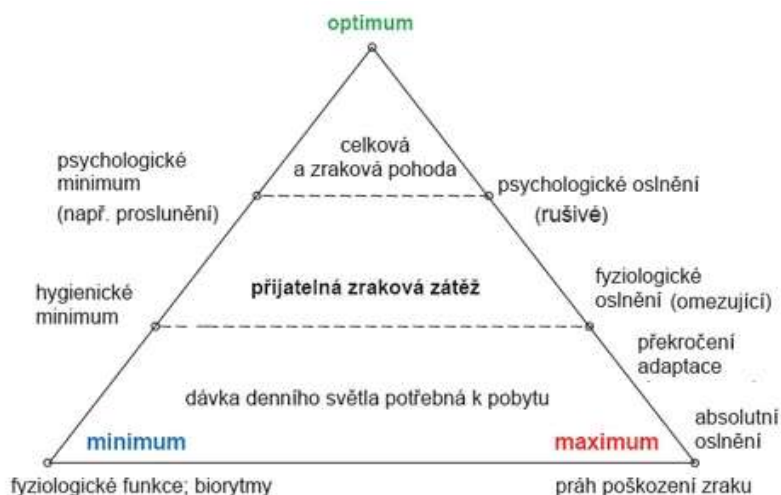 optimum
celková
a zraková pohoda
psychologické
minimum
(např. proslunění)
psychologické oslnění
(rušivé)
přijatelná zraková zátěž
hygienické
minimum
fyziologické
oslnění (omezující)
překročení
adaptace
dávka denního světla potřebná k pobytu
absolutní
oslnění
minimum
maximum
fyziologické funkce; biorytmy
práh poškození zraku